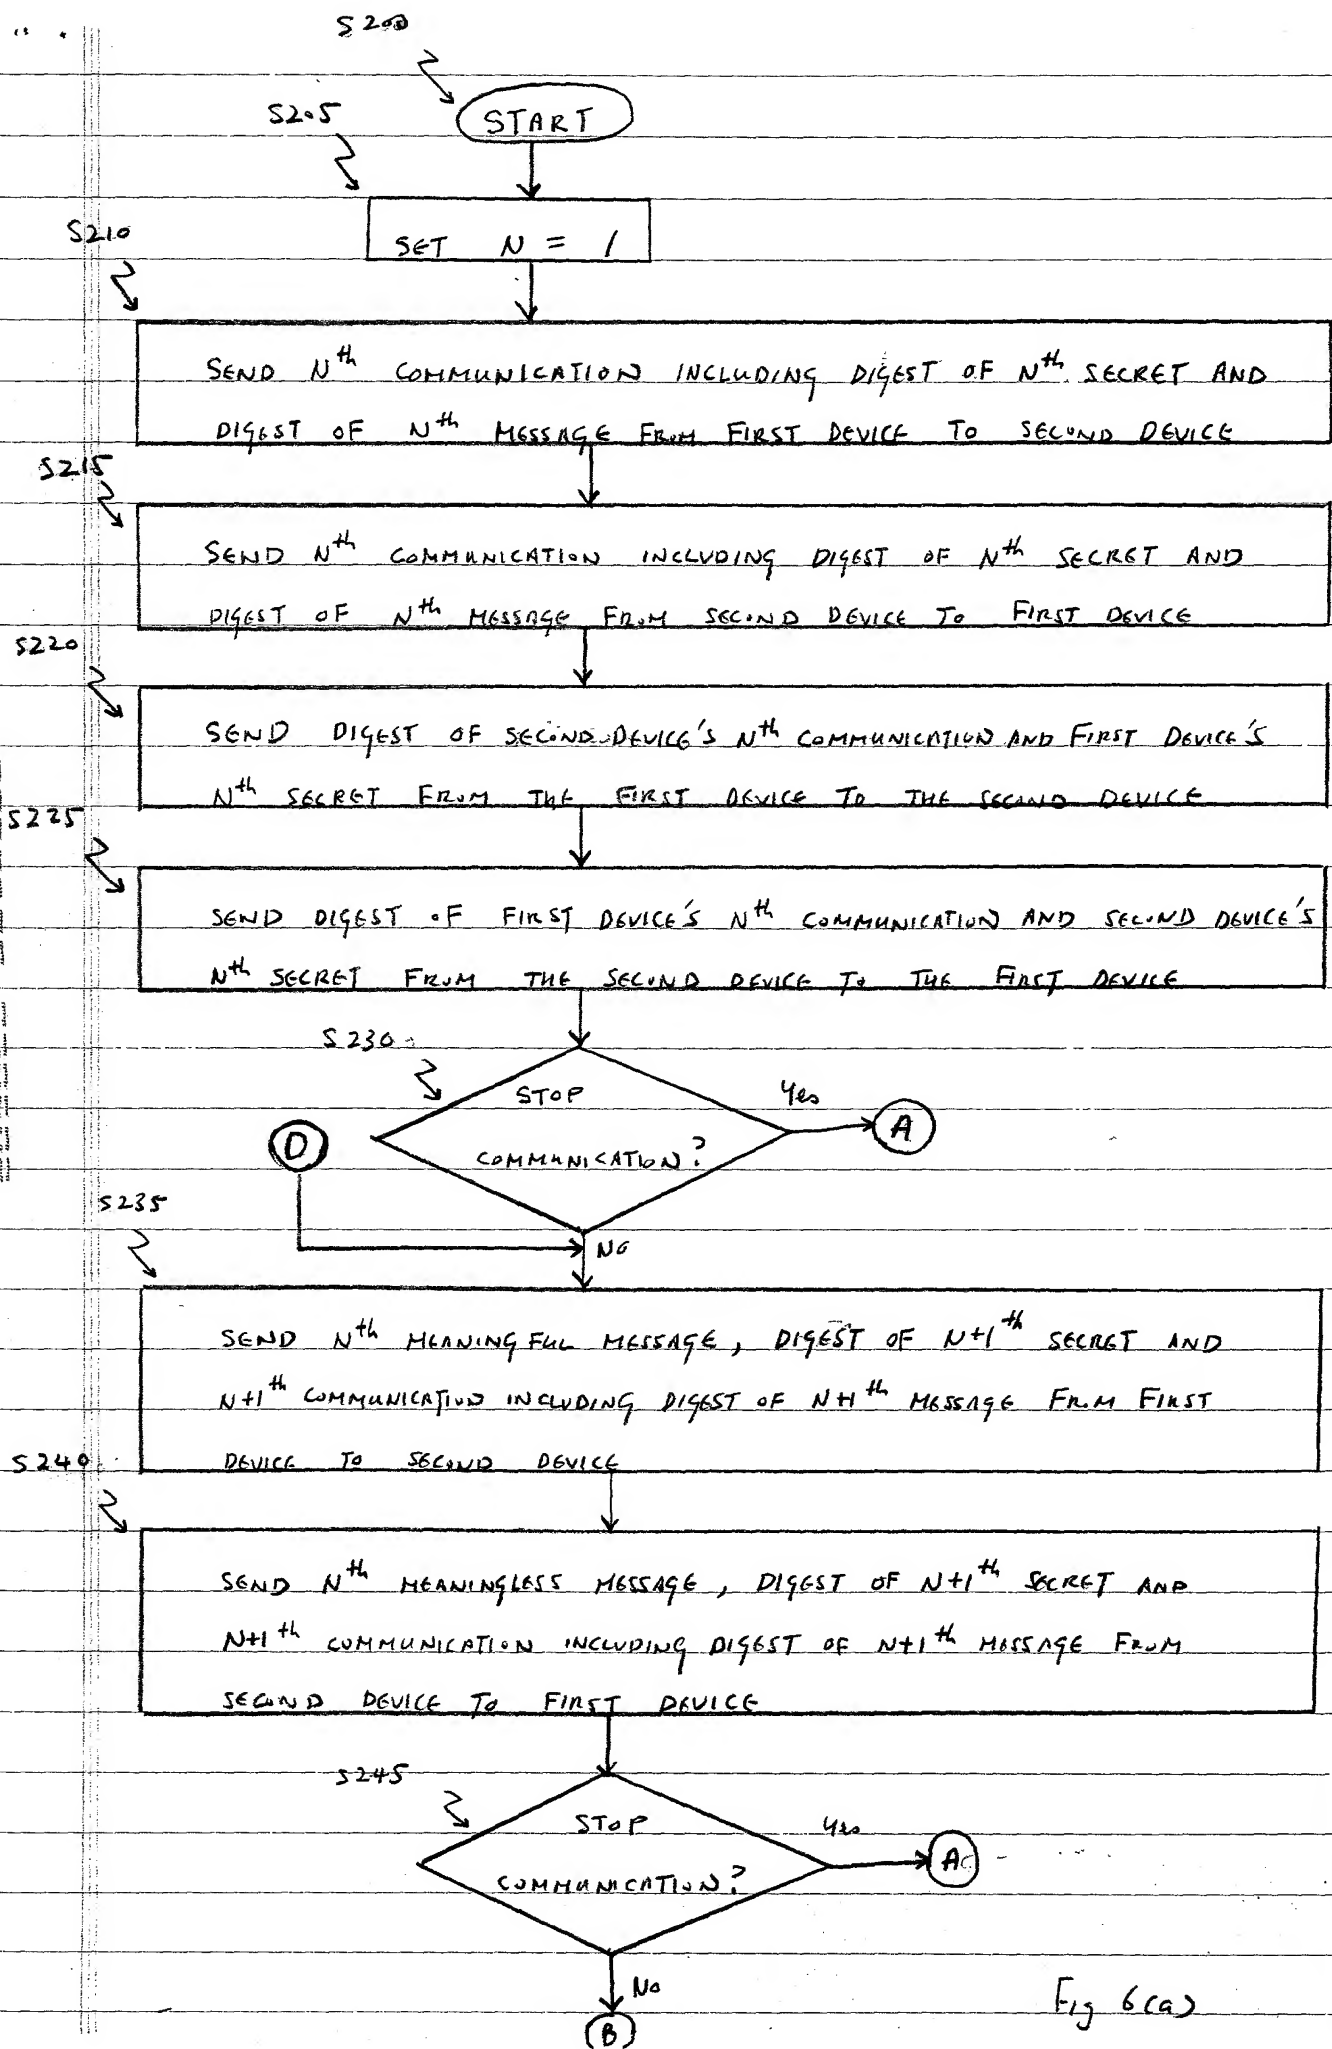 S200
START
S205
SET N = 1
S210
SEND Nth COMMUNICATION INCLUDING DIGEST OF Nth SECRET AND
DIGEST OF Nth MESSAGE FROM FIRST DEVICE TO SECOND DEVICE
S215
SEND Nth COMMUNICATION INCLUDING DIGEST OF Nth SECRET AND
DIGEST OF Nth MESSAGE FROM SECOND DEVICE TO FIRST DEVICE
S220
SEND DIGEST OF SECOND DEVICE'S Nth COMMUNICATION AND FIRST DEVICE'S
Nth SECRET FROM THE FIRST DEVICE TO THE SECOND DEVICE
S225
SEND DIGEST OF FIRST DEVICE'S Nth COMMUNICATION AND SECOND DEVICE'S
Nth SECRET FROM THE SECOND DEVICE TO THE FIRST DEVICE
S230
STOP
COMMUNICATION?
Yes
A
D
No
S235
SEND Nth MEANINGFUL MESSAGE, DIGEST OF N+1th SECRET AND
N+1th COMMUNICATION INCLUDING DIGEST OF N+1th MESSAGE FROM FIRST
DEVICE TO SECOND DEVICE
S240
SEND Nth MEANINGLESS MESSAGE, DIGEST OF N+1th SECRET AND
N+1th COMMUNICATION INCLUDING DIGEST OF N+1th MESSAGE FROM
SECOND DEVICE TO FIRST DEVICE
S245
STOP
COMMUNICATION?
Yes
A
No
B
Fig 6(a)